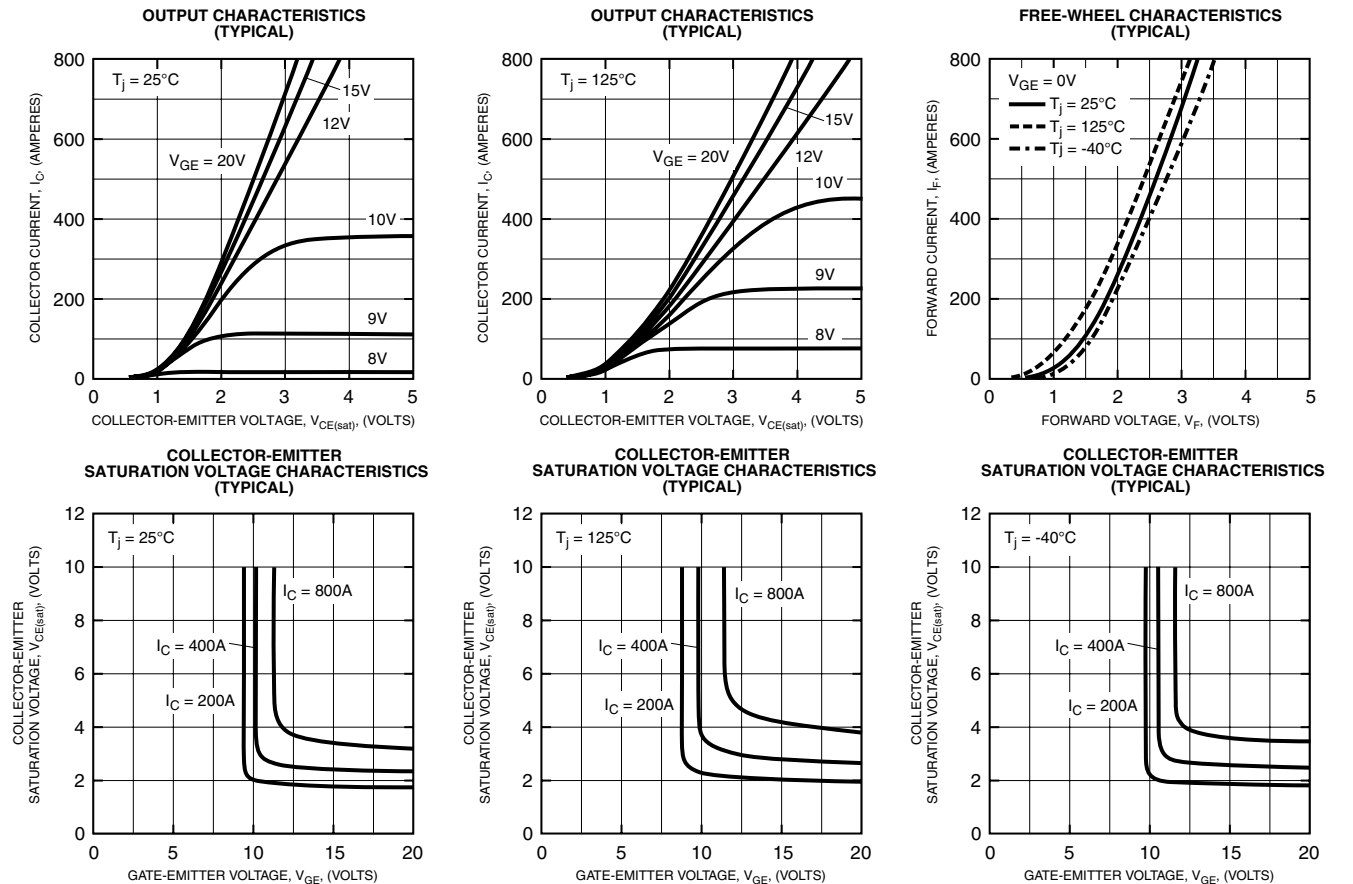 OUTPUT CHARACTERISTICS
(TYPICAL)
COLLECTOR CURRENT, I_C, (AMPERES)
800
600
400
200
0
T_j = 25°C
15V
12V
V_GE = 20V
10V
9V
8V
0 1 2 3 4 5
COLLECTOR-EMITTER VOLTAGE, V_CE(sat), (VOLTS)
OUTPUT CHARACTERISTICS
(TYPICAL)
COLLECTOR CURRENT, I_C, (AMPERES)
800
600
400
200
0
T_j = 125°C
15V
V_GE = 20V
12V
10V
9V
8V
0 1 2 3 4 5
COLLECTOR-EMITTER VOLTAGE, V_CE(sat), (VOLTS)
FREE-WHEEL CHARACTERISTICS
(TYPICAL)
FORWARD CURRENT, I_F, (AMPERES)
800
600
400
200
0
V_GE = 0V
T_j = 25°C
T_j = 125°C
Tj = -40°C
0 1 2 3 4 5
FORWARD VOLTAGE, V_F, (VOLTS)
COLLECTOR-EMITTER
SATURATION VOLTAGE CHARACTERISTICS
(TYPICAL)
COLLECTOR-EMITTER
SATURATION VOLTAGE, V_CE(sat), (VOLTS)
12
10
8
6
4
2
0
T_j = 25°C
I_C = 800A
I_C = 400A
I_C = 200A
0 5 10 15 20
GATE-EMITTER VOLTAGE, V_GE, (VOLTS)
COLLECTOR-EMITTER
SATURATION VOLTAGE CHARACTERISTICS
(TYPICAL)
COLLECTOR-EMITTER
SATURATION VOLTAGE, V_CE(sat), (VOLTS)
12
10
8
6
4
2
0
T_j = 125°C
I_C = 800A
I_C = 400A
I_C = 200A
0 5 10 15 20
GATE-EMITTER VOLTAGE, V_GE, (VOLTS)
COLLECTOR-EMITTER
SATURATION VOLTAGE CHARACTERISTICS
(TYPICAL)
COLLECTOR-EMITTER
SATURATION VOLTAGE, V_CE(sat), (VOLTS)
12
10
8
6
4
2
0
T_j = -40°C
I_C = 800A
I_C = 400A
I_C = 200A
0 5 10 15 20
GATE-EMITTER VOLTAGE, V_GE, (VOLTS)